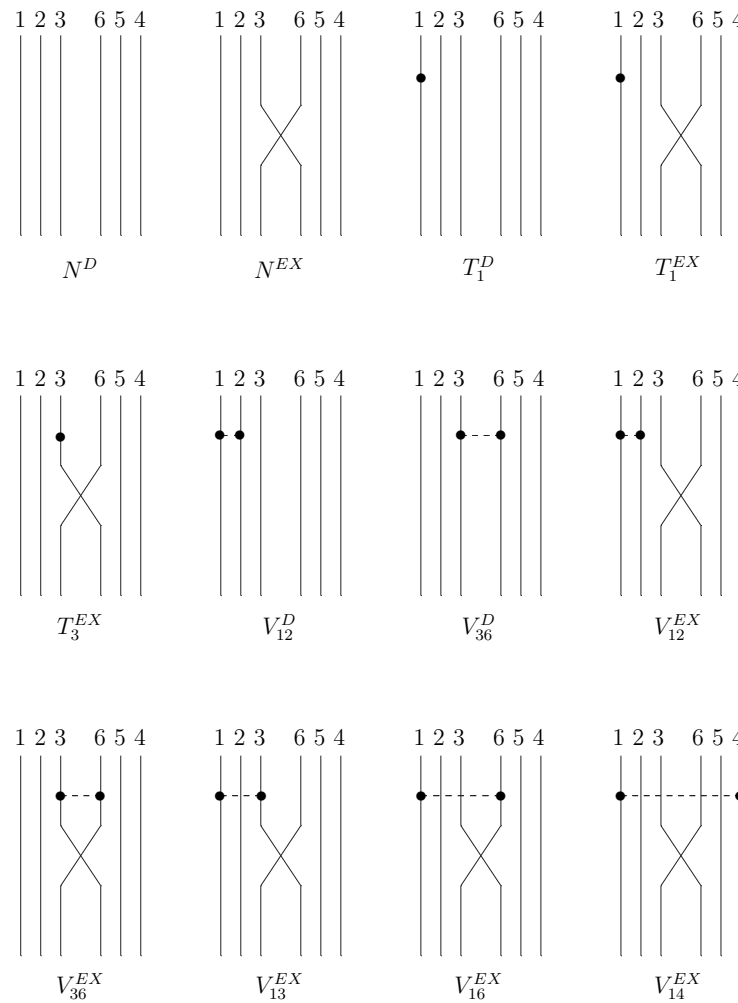 1 2 3 6 5 4 1 2 3 6 5 4 1 2 3 6 5 4 1 2 3 6 5 4
N^D N^{EX} T_1^D T_1^{EX}
1 2 3 6 5 4 1 2 3 6 5 4 1 2 3 6 5 4 1 2 3 6 5 4
T_3^{EX} V_{12}^D V_{36}^D V_{12}^{EX}
1 2 3 6 5 4 1 2 3 6 5 4 1 2 3 6 5 4 1 2 3 6 5 4
V_{36}^{EX} V_{13}^{EX} V_{16}^{EX} V_{14}^{EX}